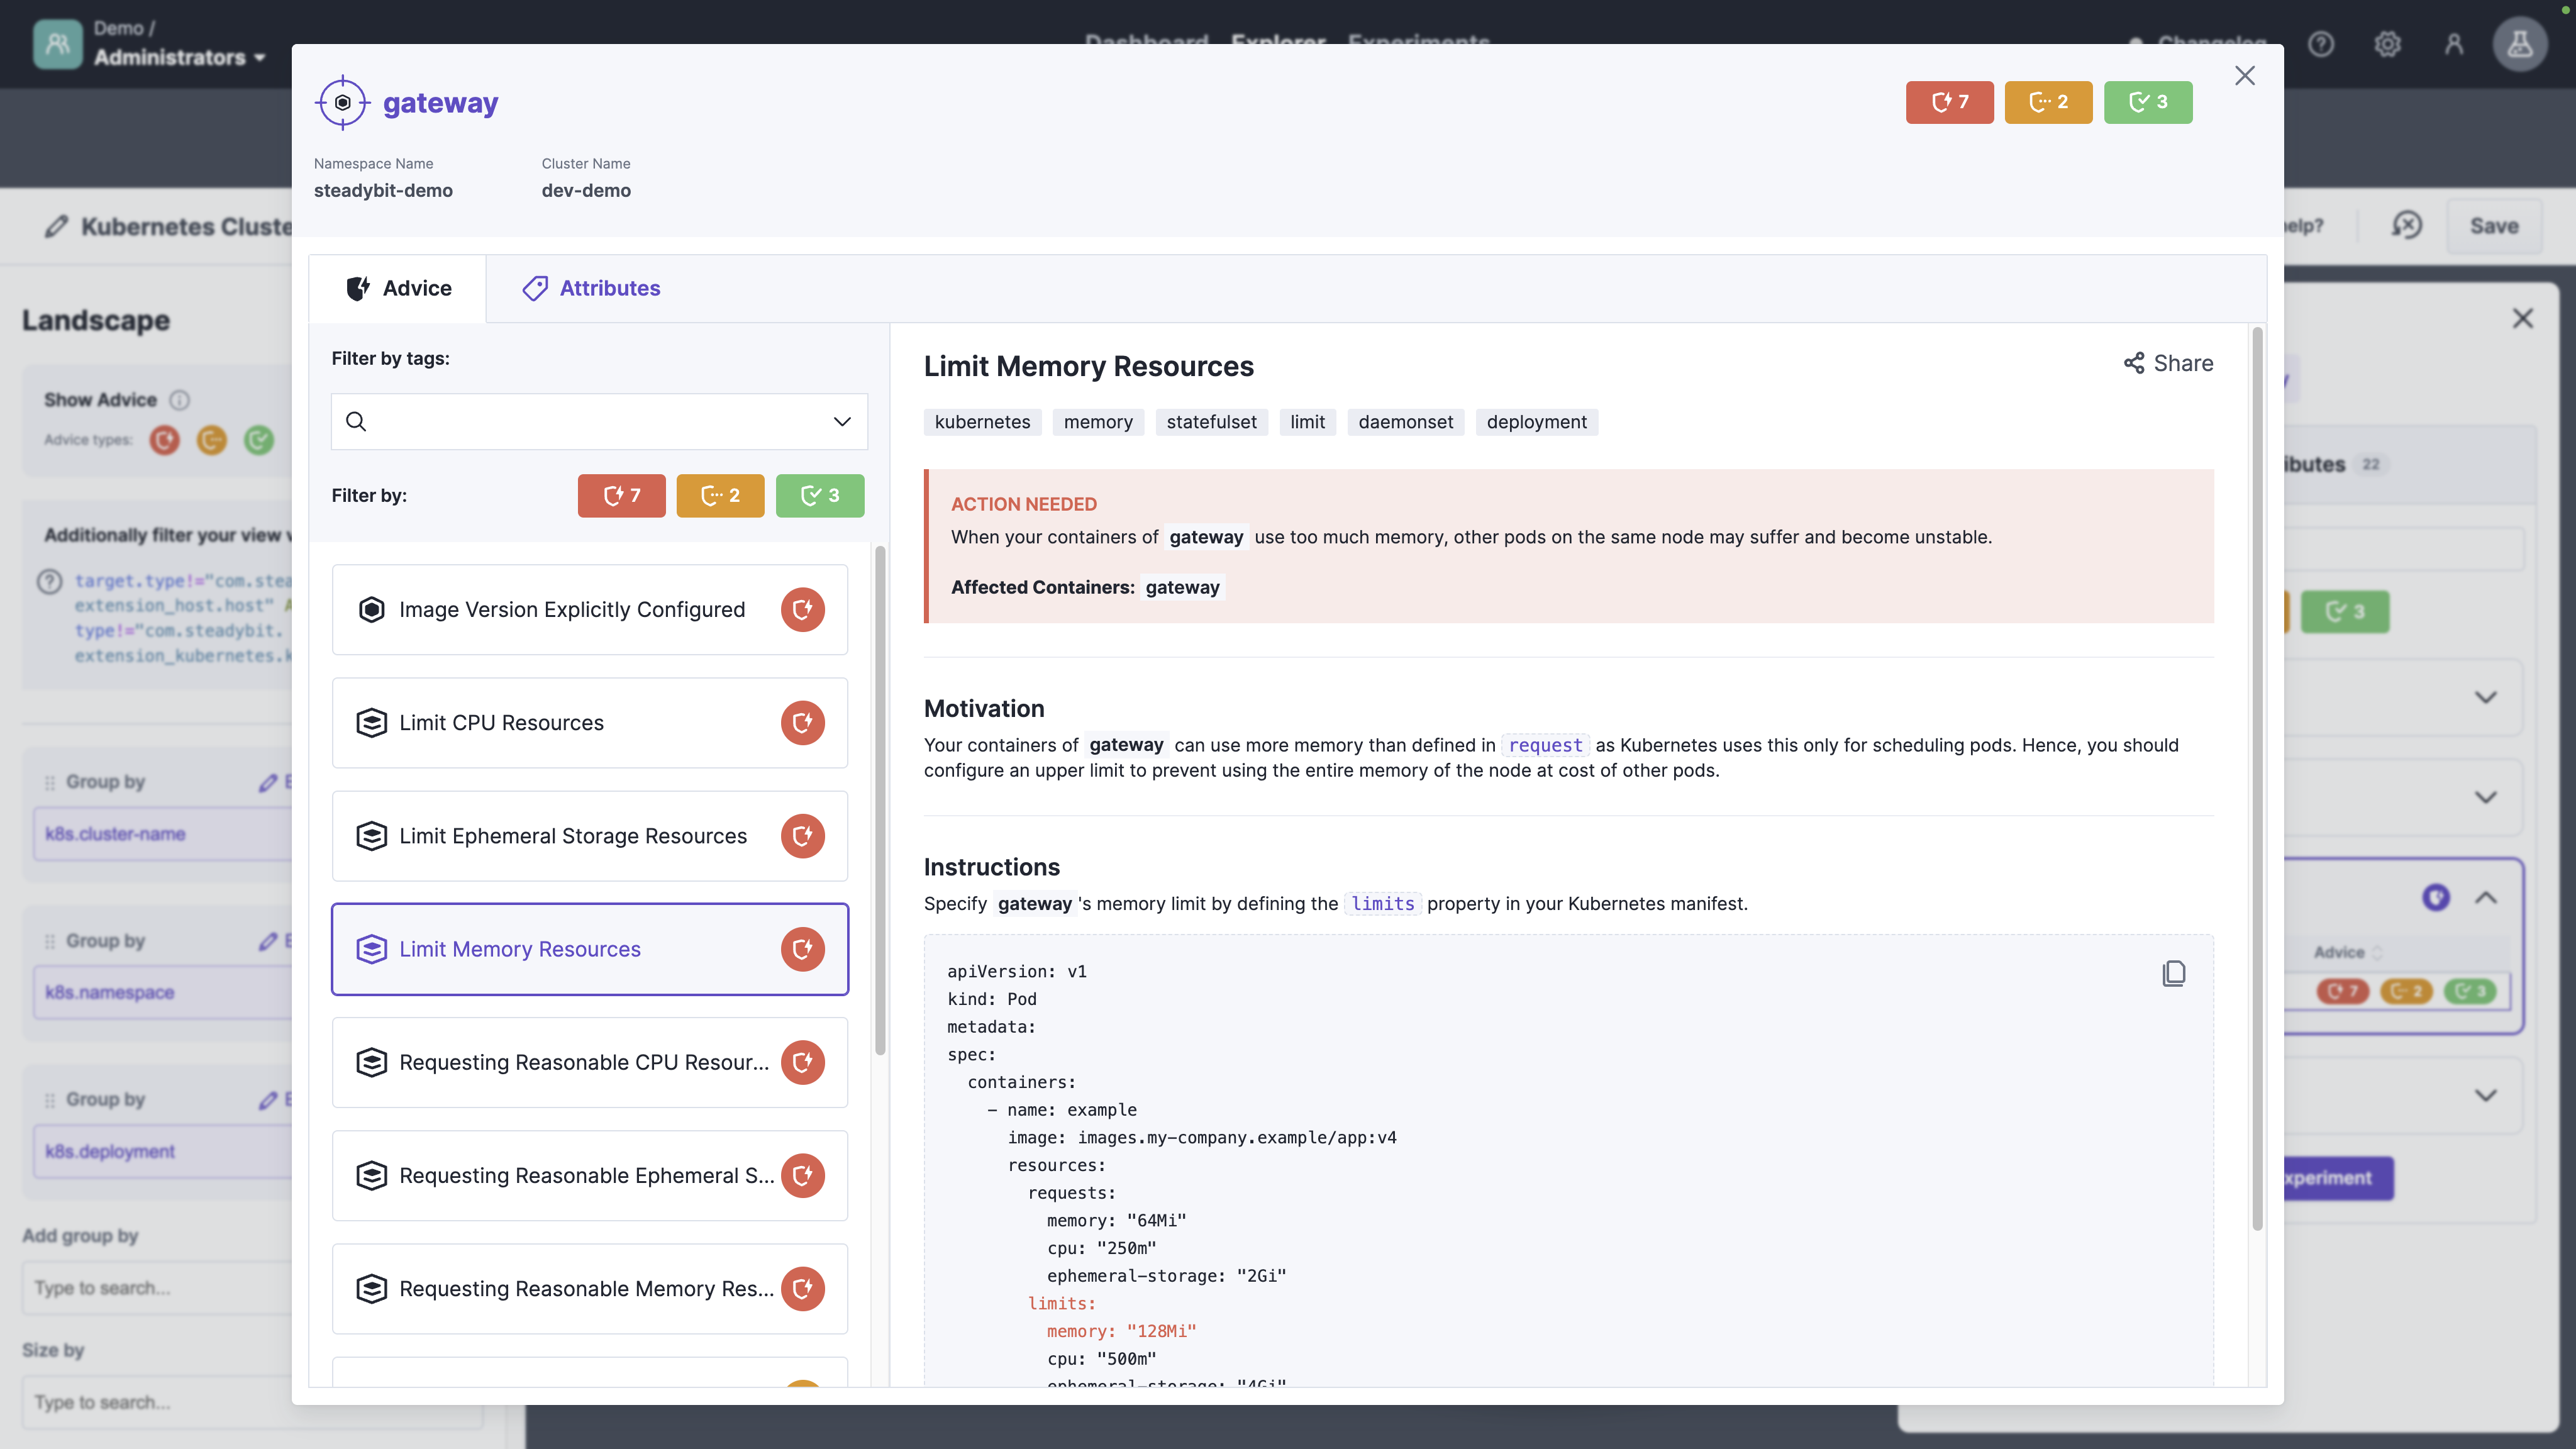 Demo /
Administrators
Dashboard Explorer Experiments
Changelog
gateway
7 2 3
Namespace Name
steadybit-demo
Cluster Name
dev-demo
Kubernetes Cluste
help?
Save
Landscape
Show Advice
Advice types:
Additionally filter your view
target.type!="com.stea
extension_host.host"
type!="com.steadybit.
extension_kubernetes.k
Group by
k8s.cluster-name
Group by
k8s.namespace
Group by
k8s.deployment
Add group by
Type to search...
Size by
Type to search...
Advice
Attributes
Filter by tags:
Filter by:
7 2 3
Image Version Explicitly Configured
Limit CPU Resources
Limit Ephemeral Storage Resources
Limit Memory Resources
Requesting Reasonable CPU Resour...
Requesting Reasonable Ephemeral S...
Requesting Reasonable Memory Res...
Limit Memory Resources
Share
kubernetes memory statefulset limit daemonset deployment
ACTION NEEDED
When your containers of gateway use too much memory, other pods on the same node may suffer and become unstable.
Affected Containers: gateway
Motivation
Your containers of gateway can use more memory than defined in request as Kubernetes uses this only for scheduling pods. Hence, you should
configure an upper limit to prevent using the entire memory of the node at cost of other pods.
Instructions
Specify gateway 's memory limit by defining the limits property in your Kubernetes manifest.
apiVersion: v1
kind: Pod
metadata:
spec:
containers:
- name: example
image: images.my-company.example/app:v4
resources:
requests:
memory: "64Mi"
cpu: "250m"
ephemeral-storage: "2Gi"
limits:
memory: "128Mi"
cpu: "500m"
ephemeral-storage: "4Gi"
ibutes 22
3
Advice
7 2 3
xperiment